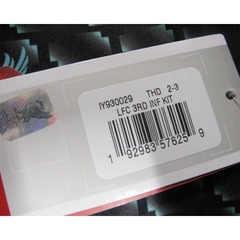 IY930029 THD 2-3
LFC 3RD INF KIT
1 92983 57625 9